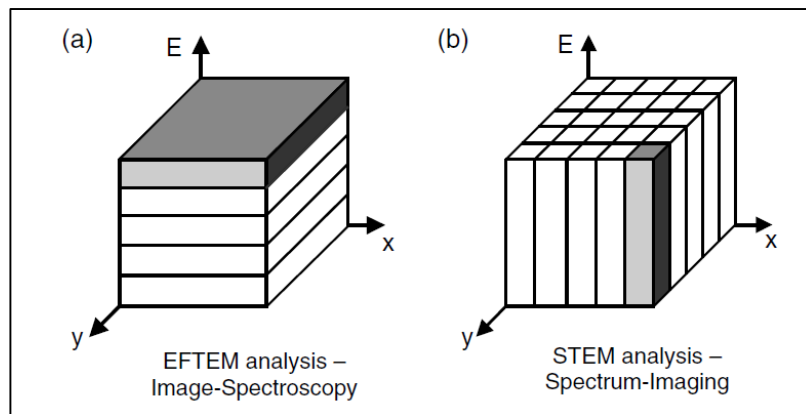 (a)
E
x
y
EFTEM analysis –
Image-Spectroscopy
(b)
E
x
y
STEM analysis –
Spectrum-Imaging